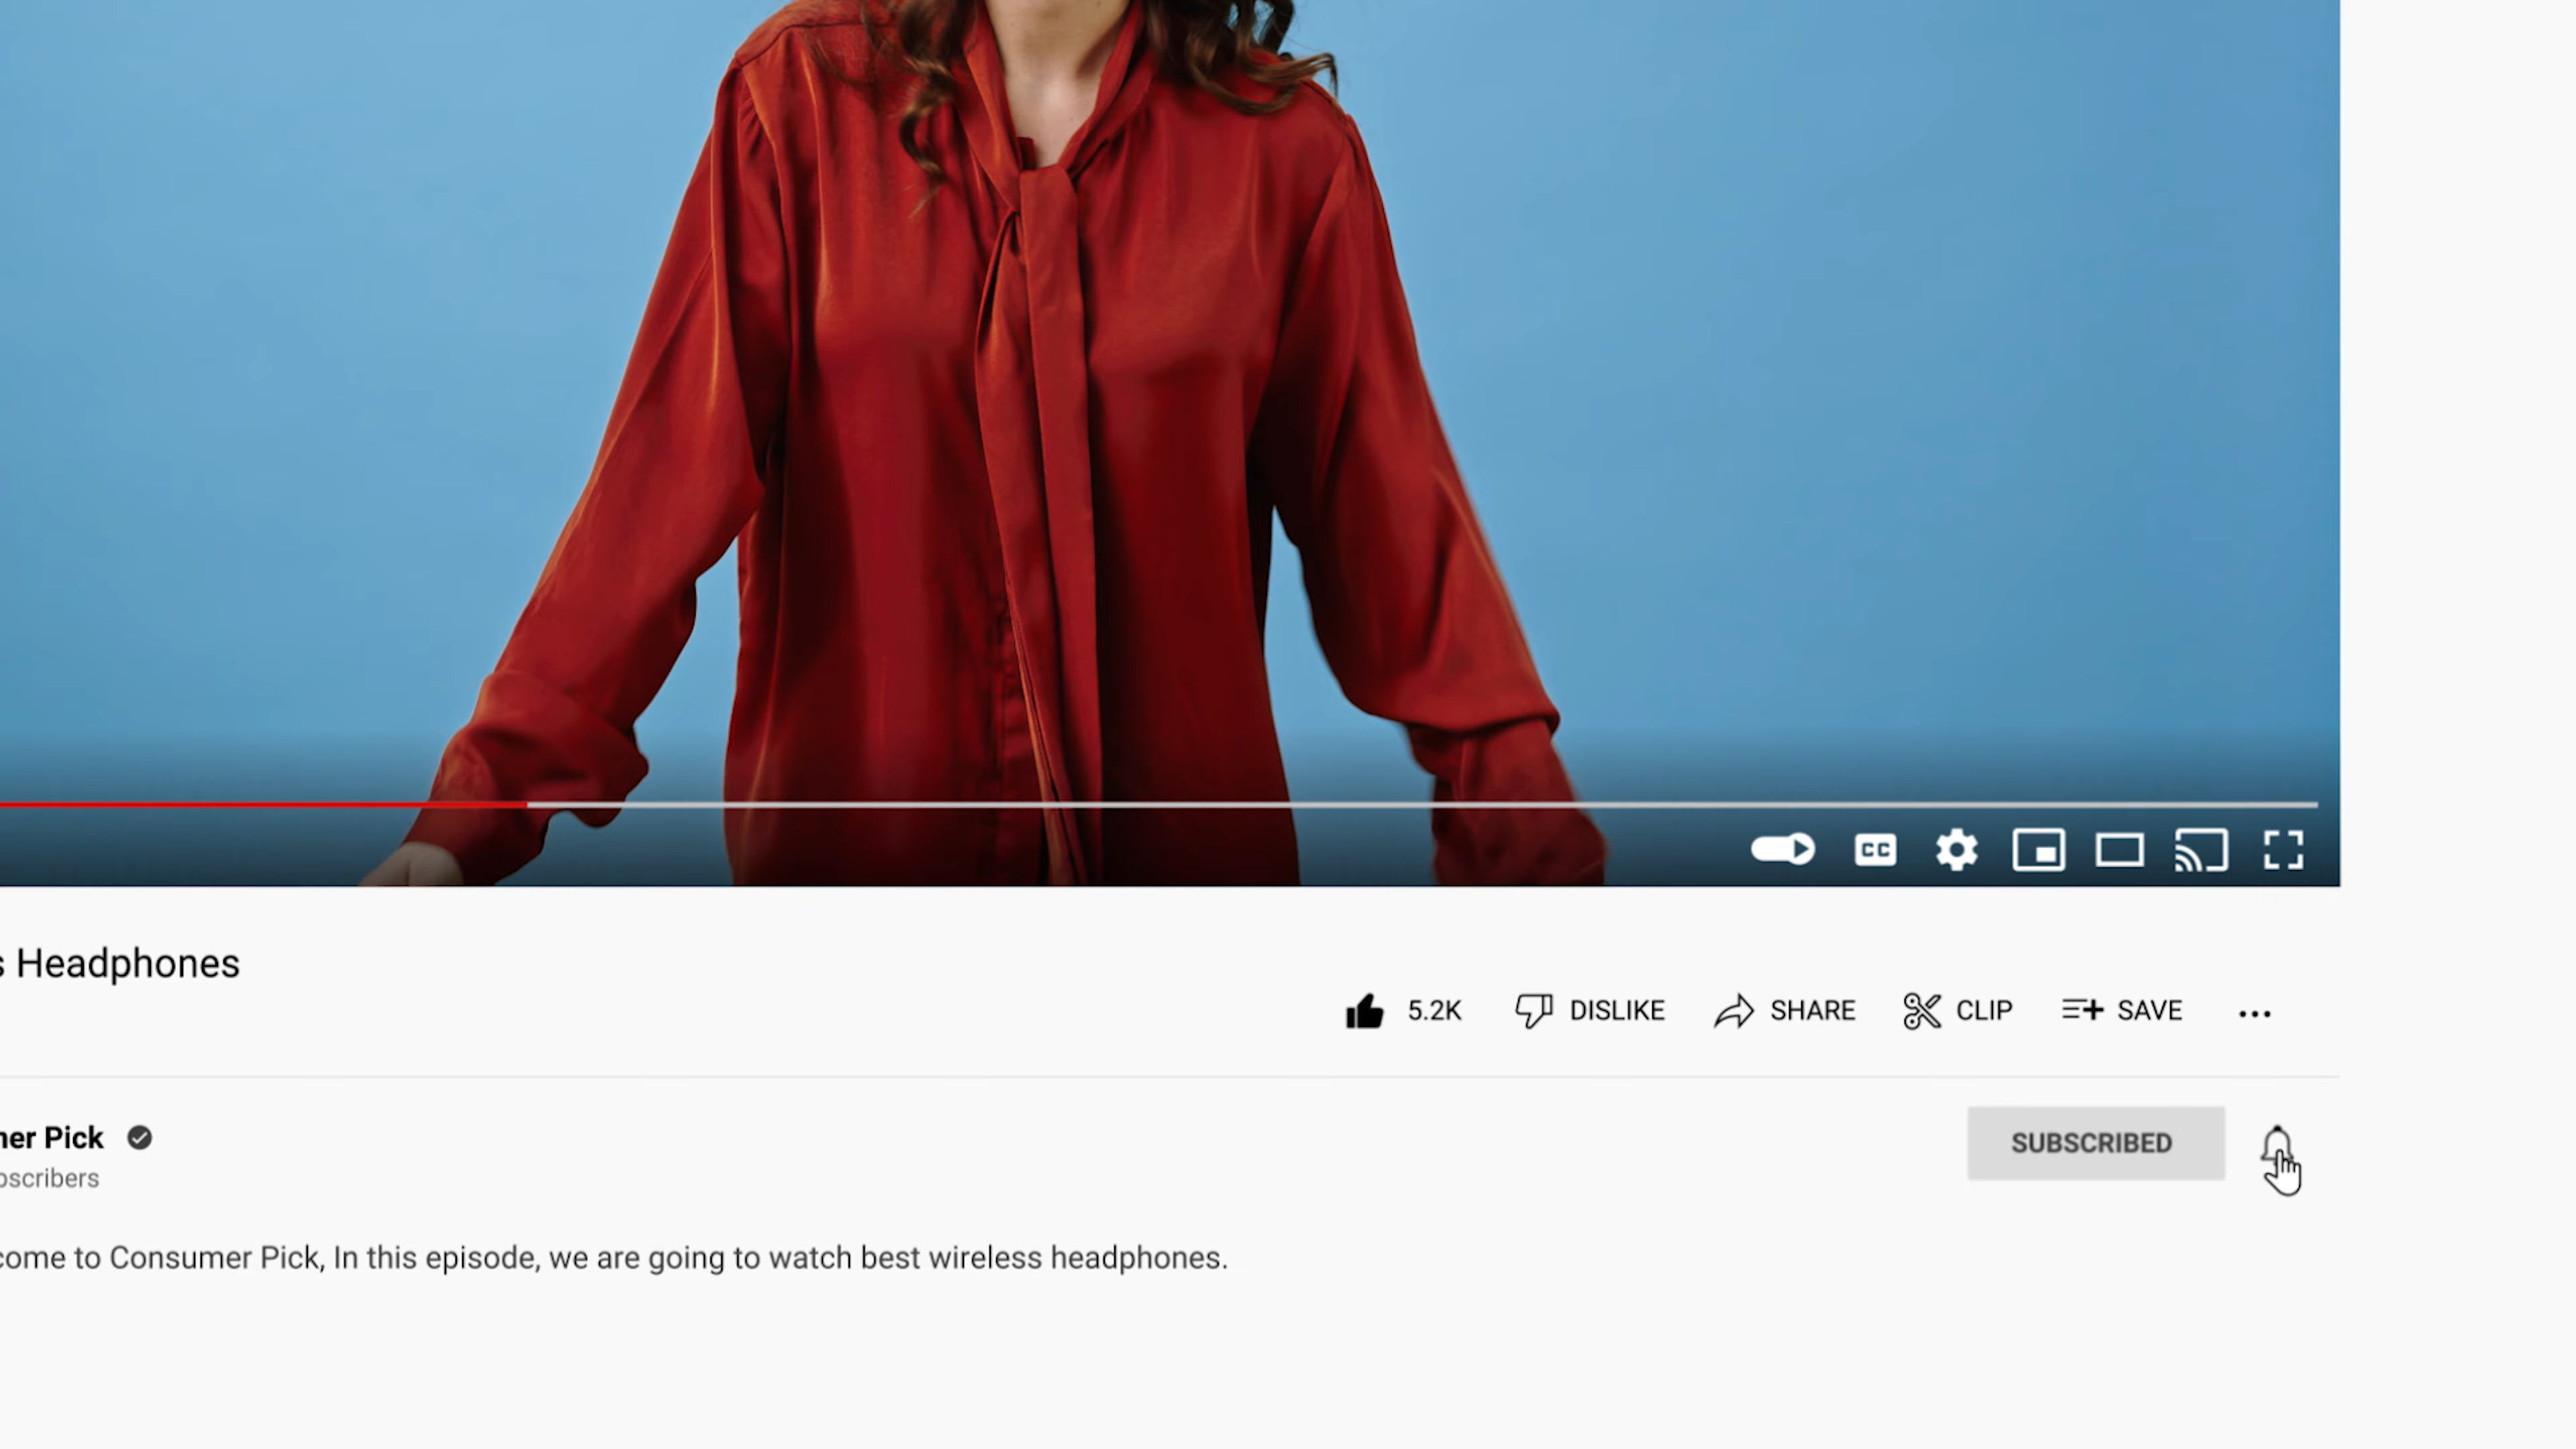 CC
s Headphones
5.2K DISLIKE SHARE CLIP SAVE
ner Pick
SUBSCRIBED
bscribers
come to Consumer Pick, In this episode, we are going to watch best wireless headphones.